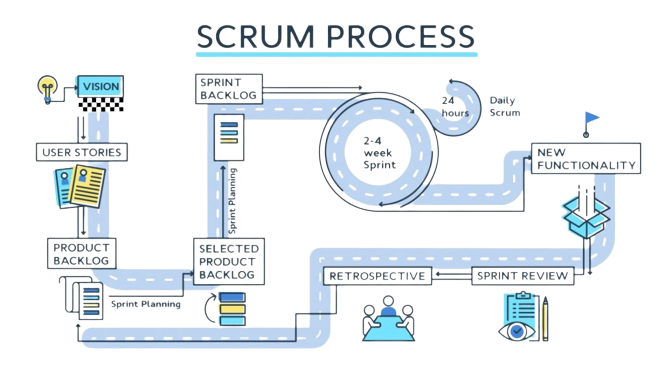 SCRUM PROCESS
VISION
USER STORIES
PRODUCT
BACKLOG
Sprint Planning
SELECTED
PRODUCT
BACKLOG
Sprint Planning
SPRINT
BACKLOG
2-4
week
Sprint
24
hours
Daily
Scrum
NEW
FUNCTIONALITY
SPRINT REVIEW
RETROSPECTIVE